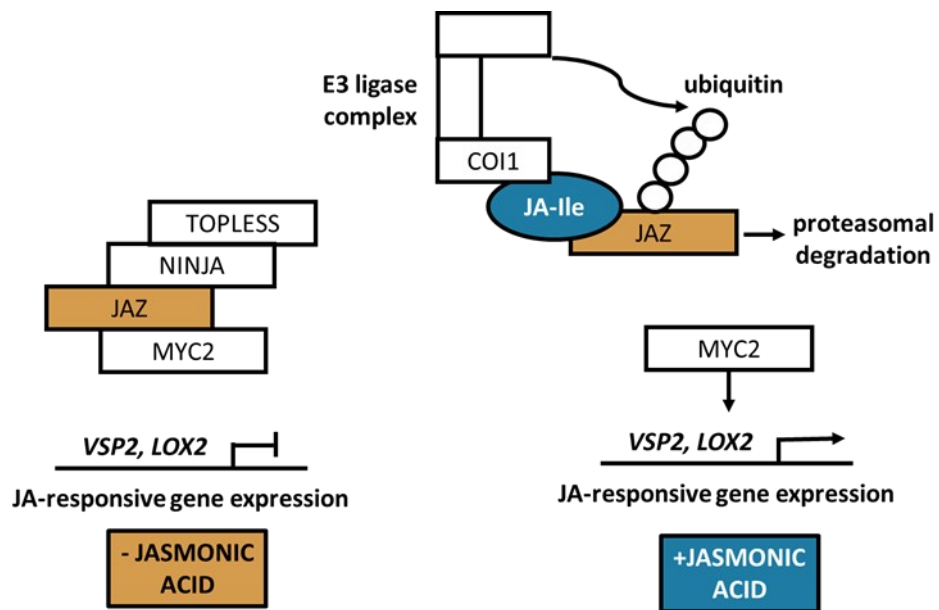 E3 ligase
complex
ubiquitin
COI1
JA-Ile
JAZ
proteasomal
degradation
TOPLESS
NINJA
JAZ
MYC2
MYC2
VSP2, LOX2
JA-responsive gene expression
- JASMONIC
ACID
VSP2, LOX2
JA-responsive gene expression
+JASMONIC
ACID